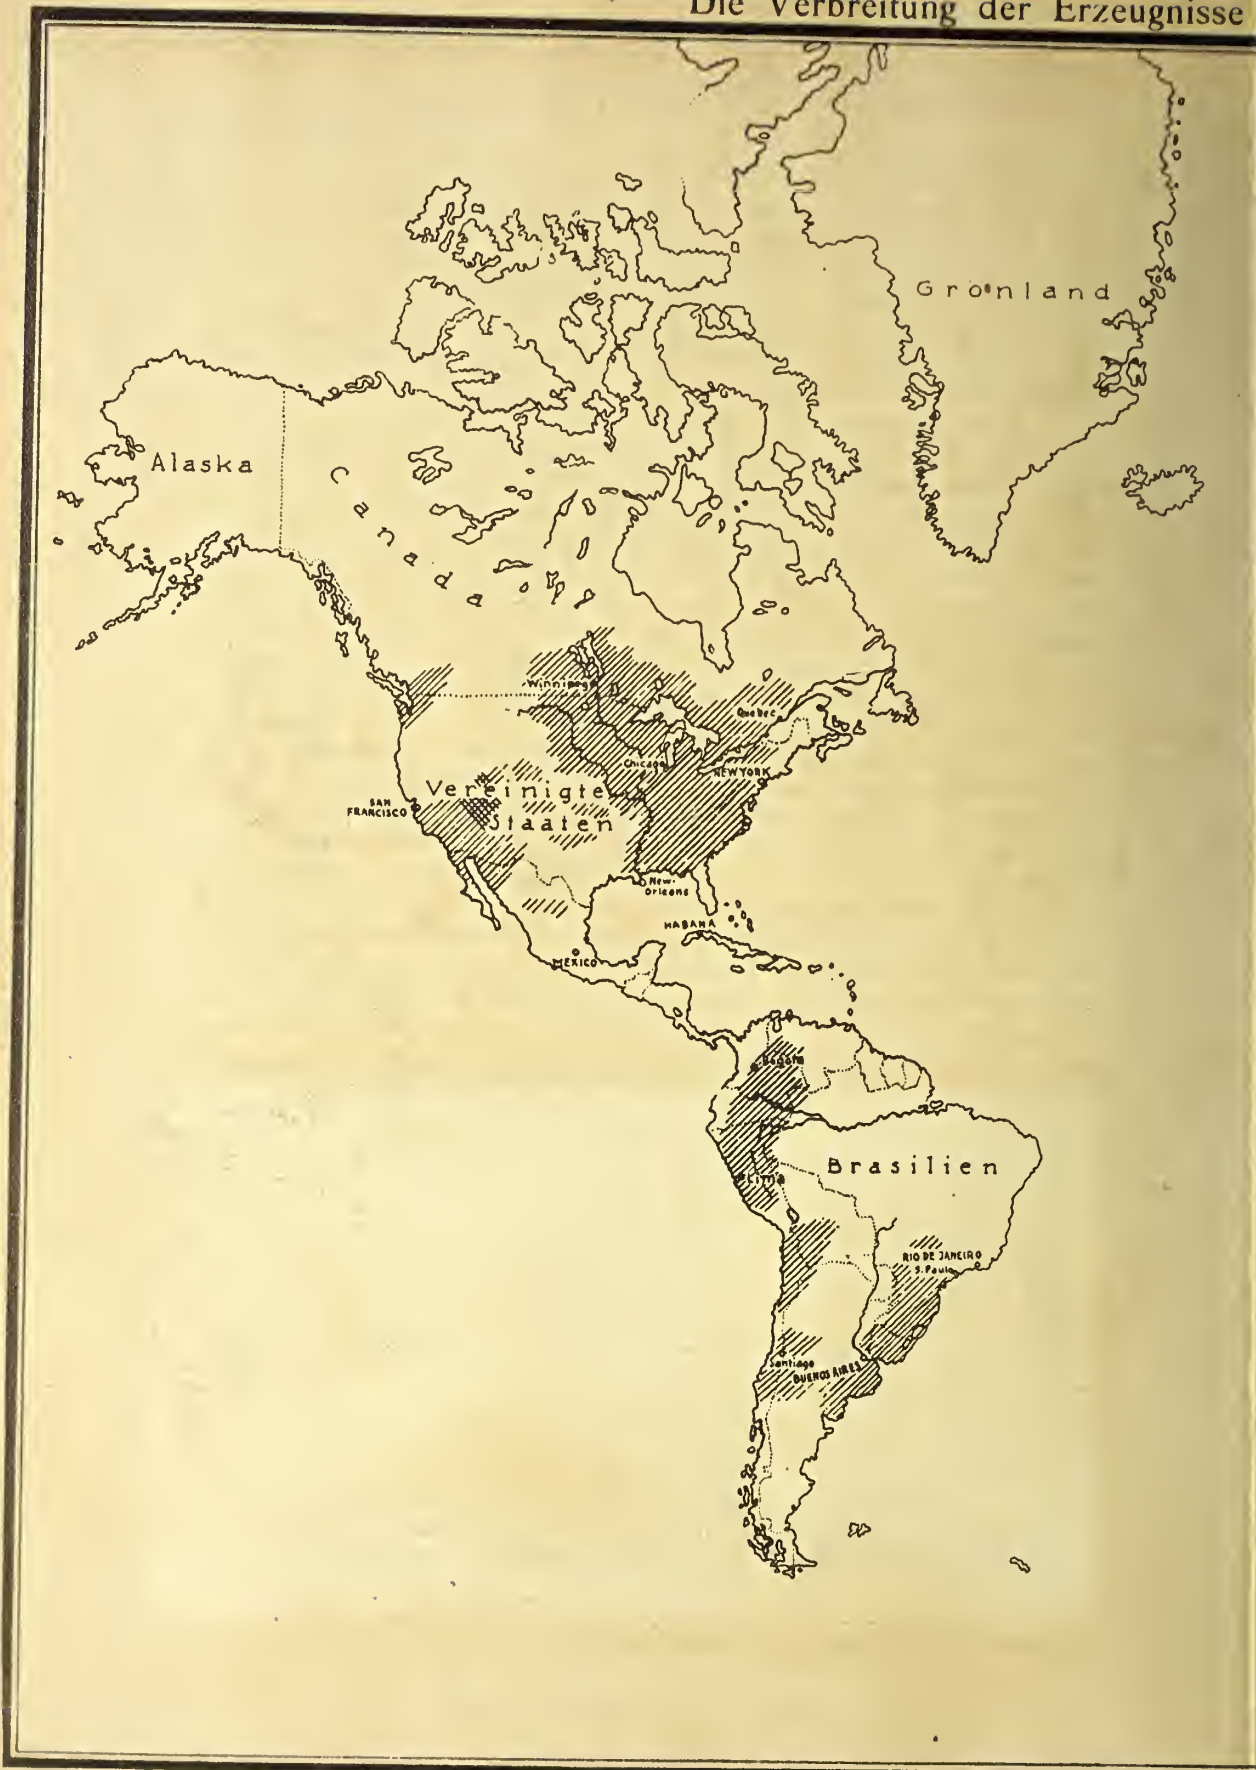 Die Verbreitung der Erzeugnisse
Grönland
Alaska
Canada
Winnipeg
Quebec
Chicago
NEW YORK
Vereinigte
Staaten
SAN
FRANCISCO
New-
Orleans
HABANA
MEXICO
Bogota
Brasilien
Lima
RIO DE JANEIRO
S. Paulo
Santiago
BUENOS AIRES